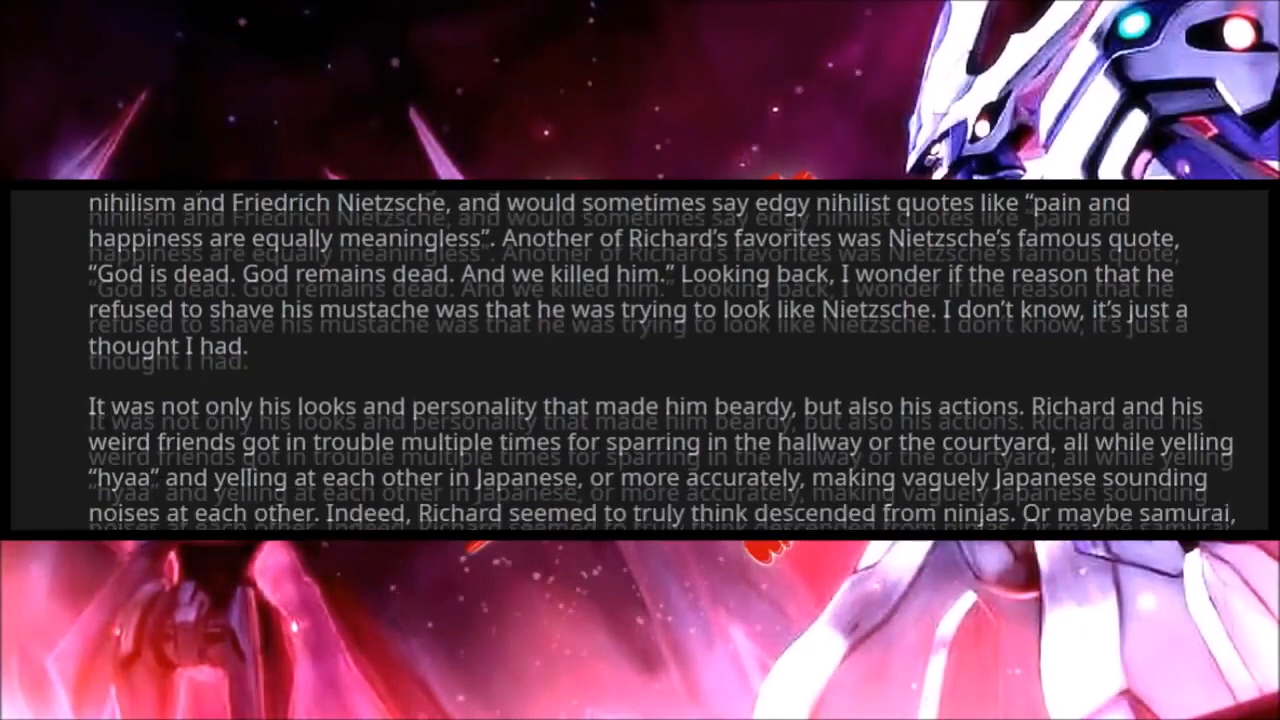 nihilism and Friedrich Nietzsche, and would sometimes say edgy nihilist quotes like “pain and
happiness are equally meaningless”. Another of Richard’s favorites was Nietzsche’s famous quote,
“God is dead. God remains dead. And we killed him.” Looking back, I wonder if the reason that he
refused to shave his mustache was that he was trying to look like Nietzsche. I don’t know, it’s just a
thought I had.
It was not only his looks and personality that made him beardy, but also his actions. Richard and his
weird friends got in trouble multiple times for sparring in the hallway or the courtyard, all while yelling
“hyaa” and yelling at each other in Japanese, or more accurately, making vaguely Japanese sounding
noises at each other. Indeed, Richard seemed to truly think descended from ninjas. Or maybe samurai,